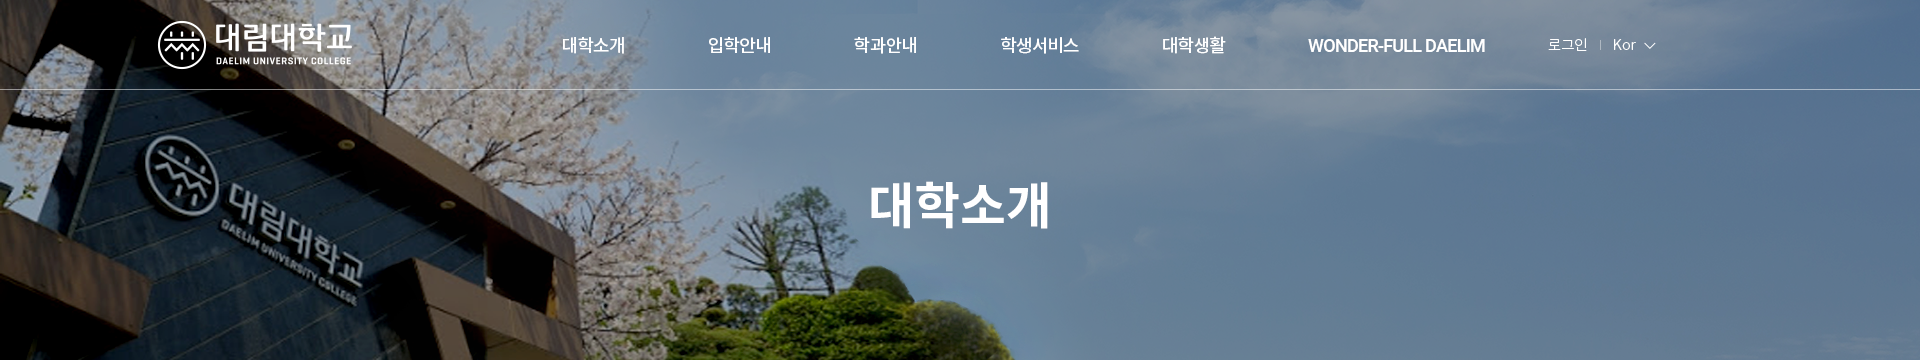 대림대학교
DAELIM UNIVERSITY COLLEGE
대학소개
입학안내
학과안내
학생서비스
대학생활
WONDER-FULL DAELIM
로그인
Kor
대림대학교
DAELIM UNIVERSITY COLLEGE
대학소개